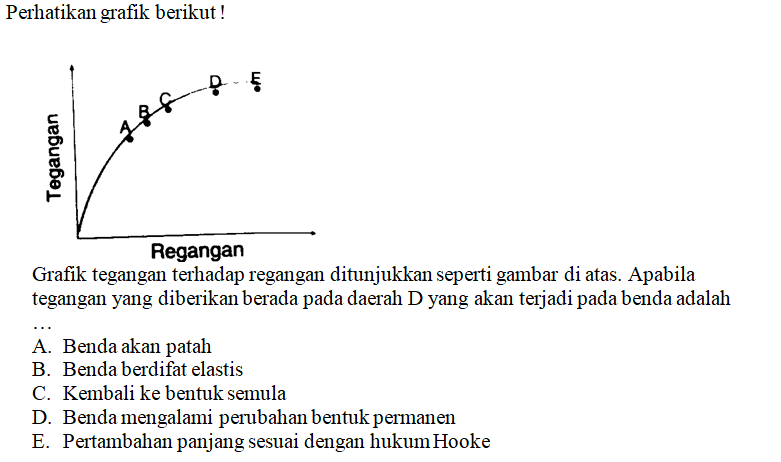 Perhatikan grafik berikut !
A B C D E
Tegangan
Regangan
Grafik tegangan terhadap regangan ditunjukkan seperti gambar di atas. Apabila
tegangan yang diberikan berada pada daerah D yang akan terjadi pada benda adalah
…
A. Benda akan patah
B. Benda berdifat elastis
C. Kembali ke bentuk semula
D. Benda mengalami perubahan bentuk permanen
E. Pertambahan panjang sesuai dengan hukum Hooke